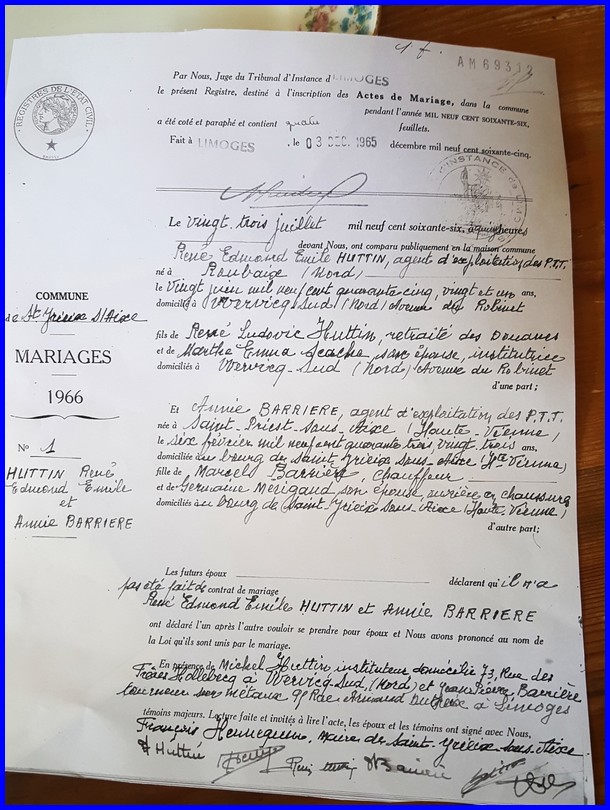 AM68313
Par Nous, Juge du Tribunal d'Instance d LIMOGES
le présent Registre, destiné à l'inscription des Actes de Mariage, dans la commune
pendant l'année MIL NEUF CENT SOIXANTE-SIX,
a été coté et paraphé et contient quatre feuillets.
Fait à LIMOGES, le 03 DEC. 1965 décembre mil neuf cent soixante-cinq.
REGISTRES DE L'ETAT CIVIL
INSTANCE de LIMO
Le vingt-trois juillet mil neuf cent soixante-six, à quinze heures
devant Nous, ont comparu publiquement en la maison commune
René Edmond Emile HUTTIN, agent d'exploitation des P.T.T.
né à Roubaix (Nord)
le vingt juin mil neuf cent quarante-cinq, vingt et un ans,
domicilié à Wervicq-Sud (Nord) Avenue du Robinet
fils de René Ludovic Huttin, retraité des Douanes
et de Marthe Emma son épouse, institutrice
domiciliés à Wervicq-Sud (Nord) Avenue du Robinet
d'une part;
Et Annie BARRIERE, agent d'exploitation des P.T.T.
née à Saint-Priest-sous-Aixe (Haute-Vienne)
le six février mil neuf cent quarante trois vingt trois ans,
domiciliée au bourg de Saint-Yrieix-sous-Aixe (Hte Vienne)
fille de Marcel Barrière, chauffeur
et de Germaine Mérigaud son épouse, ouvrière en chaussures
domiciliés au bourg de Saint-Yrieix-sous-Aixe (Haute-Vienne)
d'autre part;
COMMUNE
de St Yrieix S/Aixe
MARIAGES
1966
N° 1
HUTTIN René
Edmond Emile
et
Annie BARRIERE
Les futurs époux déclarent qu'il n'a
pas été fait de contrat de mariage
René Edmond Emile HUTTIN et Annie BARRIERE
ont déclaré l'un après l'autre vouloir se prendre pour époux et Nous avons prononcé au nom de
la Loi qu'ils sont unis par le mariage.
En présence de Michel Huttin instituteur domicilié 73, Rue des
Frères à Wervicq-Sud (Nord) et Jean Pierre Barrière
tourneur sur métaux Rue Armand Dutreix à Limoges
témoins majeurs. Lecture faite et invités à lire l'acte, les époux et les témoins ont signé avec Nous,
François Hennequine, maire de Saint-Yrieix-sous-Aixe
Huttin